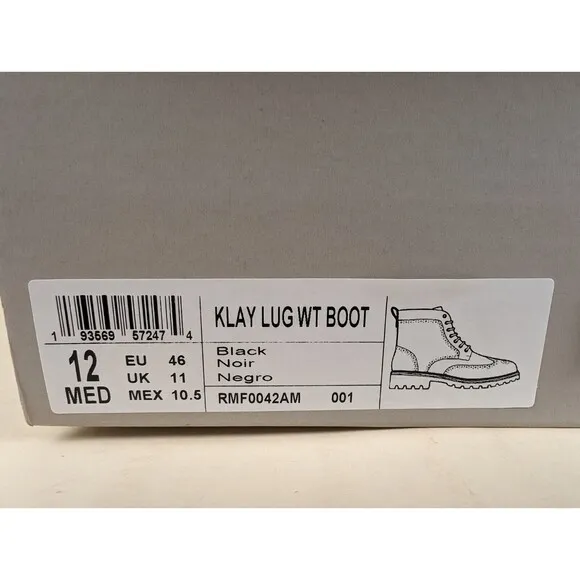 1 93569 57247 4
12 MED
EU 46
UK 11
MEX 10.5
KLAY LUG WT BOOT
Black
Noir
Negro
RMF0042AM 001